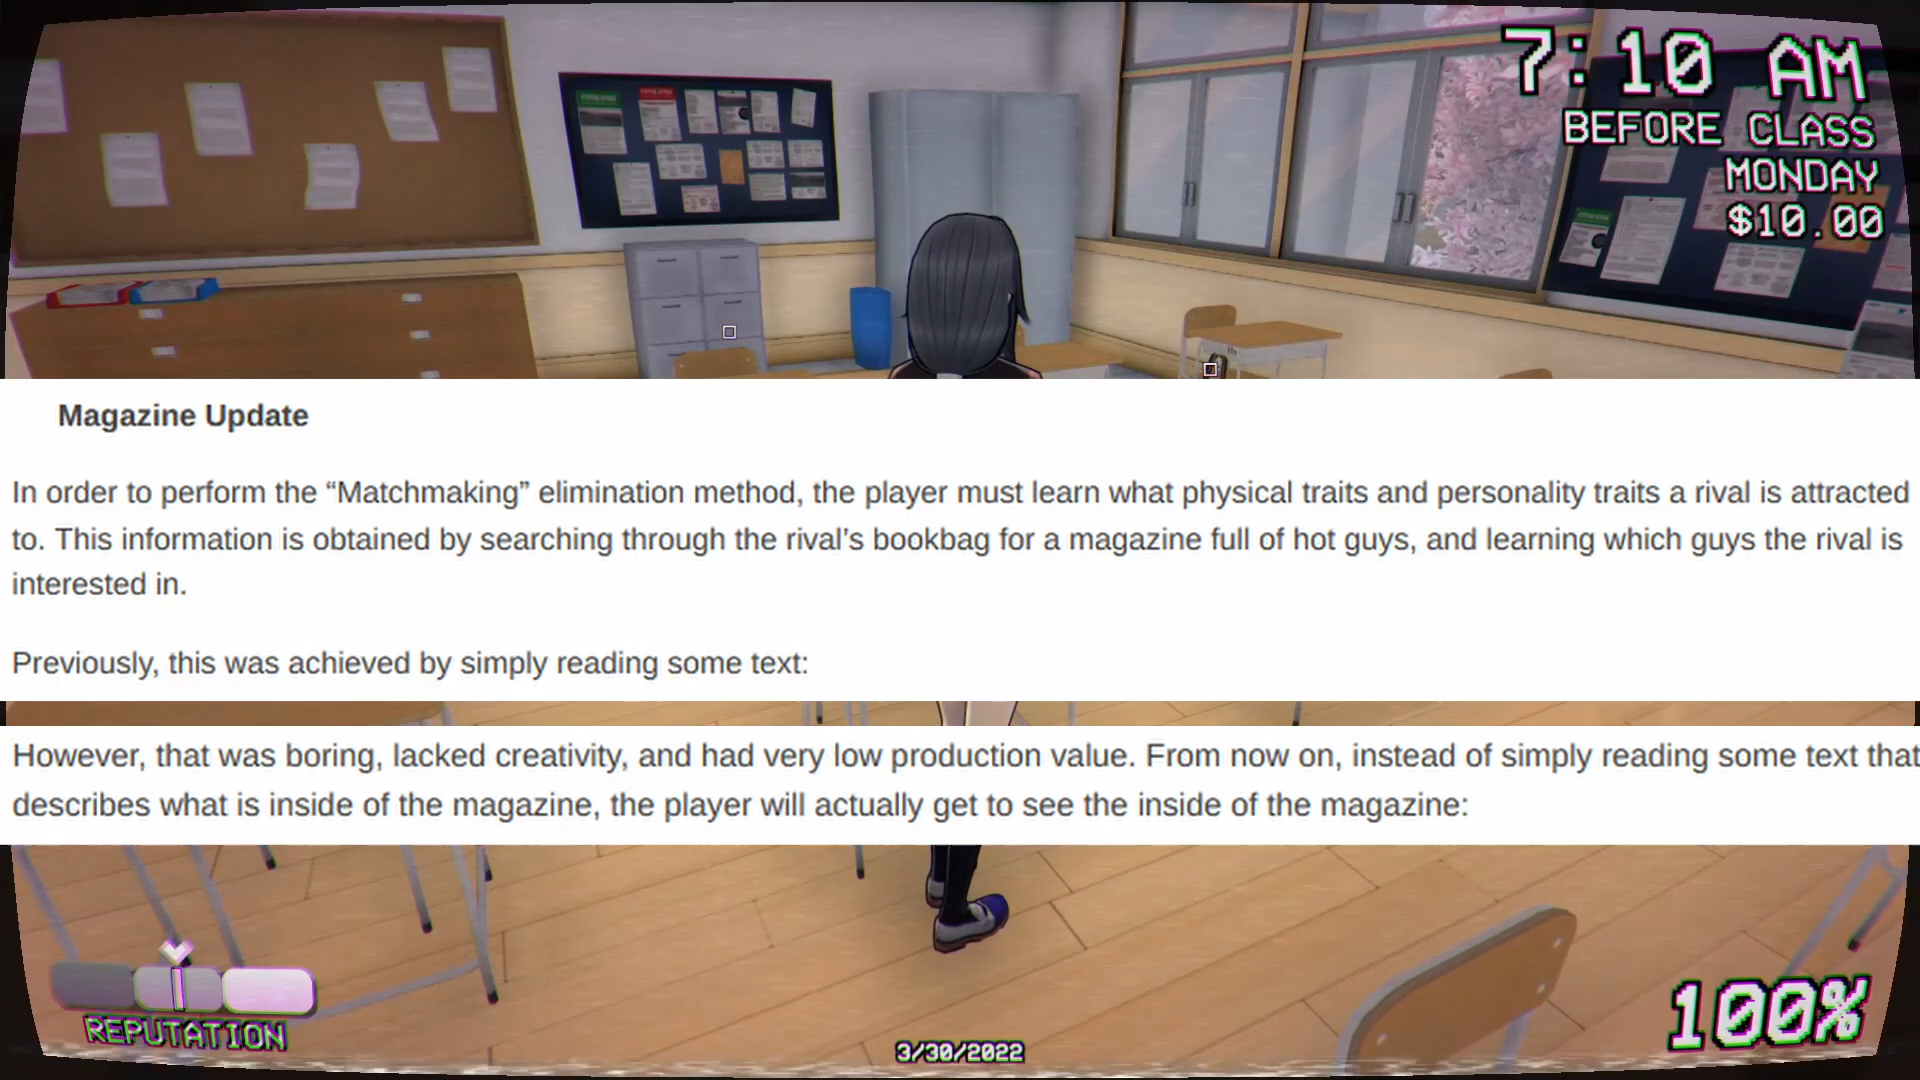 7:10 AM
BEFORE CLASS
MONDAY
$10.00
Magazine Update
In order to perform the “Matchmaking” elimination method, the player must learn what physical traits and personality traits a rival is attracted
to. This information is obtained by searching through the rival’s bookbag for a magazine full of hot guys, and learning which guys the rival is
interested in.
Previously, this was achieved by simply reading some text:
However, that was boring, lacked creativity, and had very low production value. From now on, instead of simply reading some text that
describes what is inside of the magazine, the player will actually get to see the inside of the magazine:
REPUTATION
3/30/2022
100%